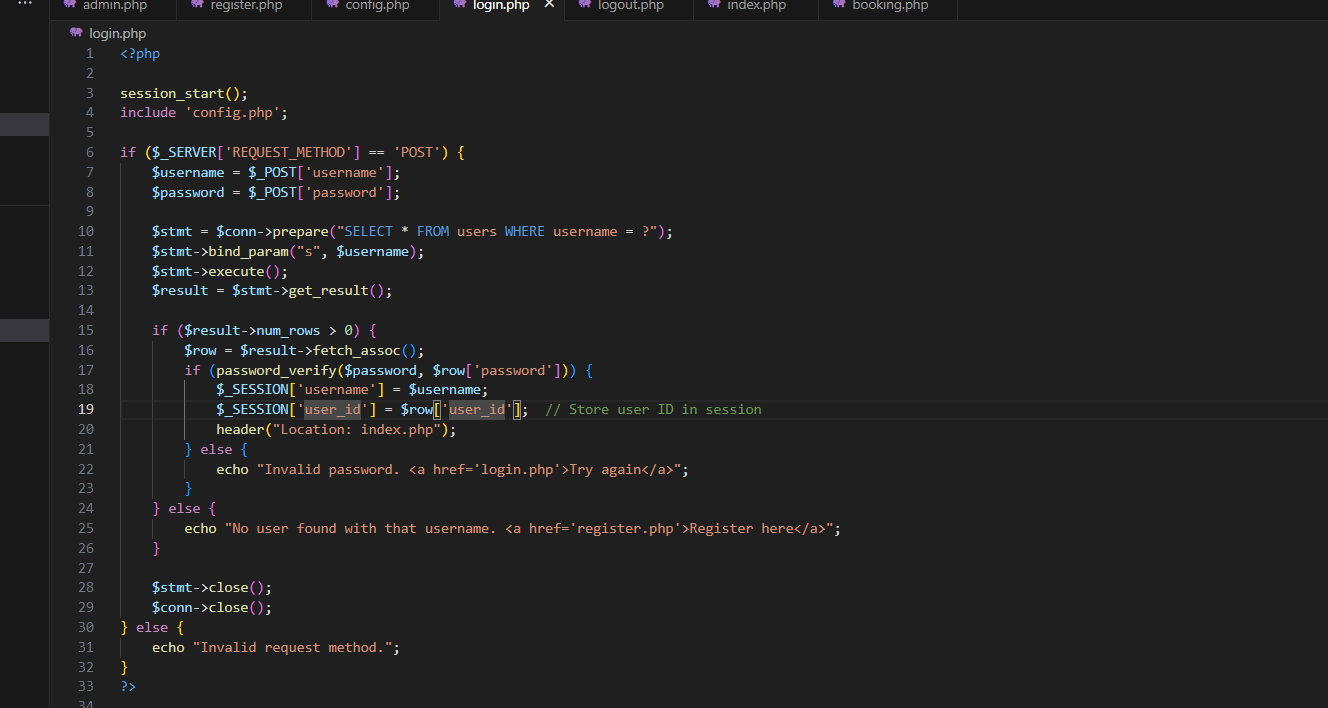 ... admin.php register.php config.php login.php × logout.php index.php booking.php
login.php
1 <?php
2
3 session_start();
4 include 'config.php';
5
6 if ($_SERVER['REQUEST_METHOD'] == 'POST') {
7     $username = $_POST['username'];
8     $password = $_POST['password'];
9
10     $stmt = $conn->prepare("SELECT * FROM users WHERE username = ?");
11     $stmt->bind_param("s", $username);
12     $stmt->execute();
13     $result = $stmt->get_result();
14
15     if ($result->num_rows > 0) {
16         $row = $result->fetch_assoc();
17         if (password_verify($password, $row['password'])) {
18             $_SESSION['username'] = $username;
19             $_SESSION['user_id'] = $row['user_id'];  // Store user ID in session
20             header("Location: index.php");
21         } else {
22             echo "Invalid password. <a href='login.php'>Try again</a>";
23         }
24     } else {
25         echo "No user found with that username. <a href='register.php'>Register here</a>";
26     }
27
28     $stmt->close();
29     $conn->close();
30 } else {
31     echo "Invalid request method.";
32 }
33 ?>
34